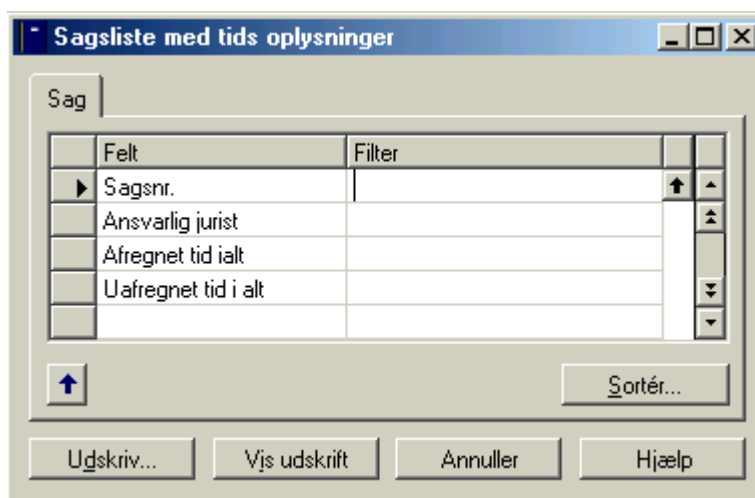 Sagsliste med tids oplysninger
Sag
Felt Filter
Sagsnr.
Ansvarlig jurist
Afregnet tid ialt
Uafregnet tid i alt
Sortér...
Udskriv... Vis udskrift Annuller Hjælp